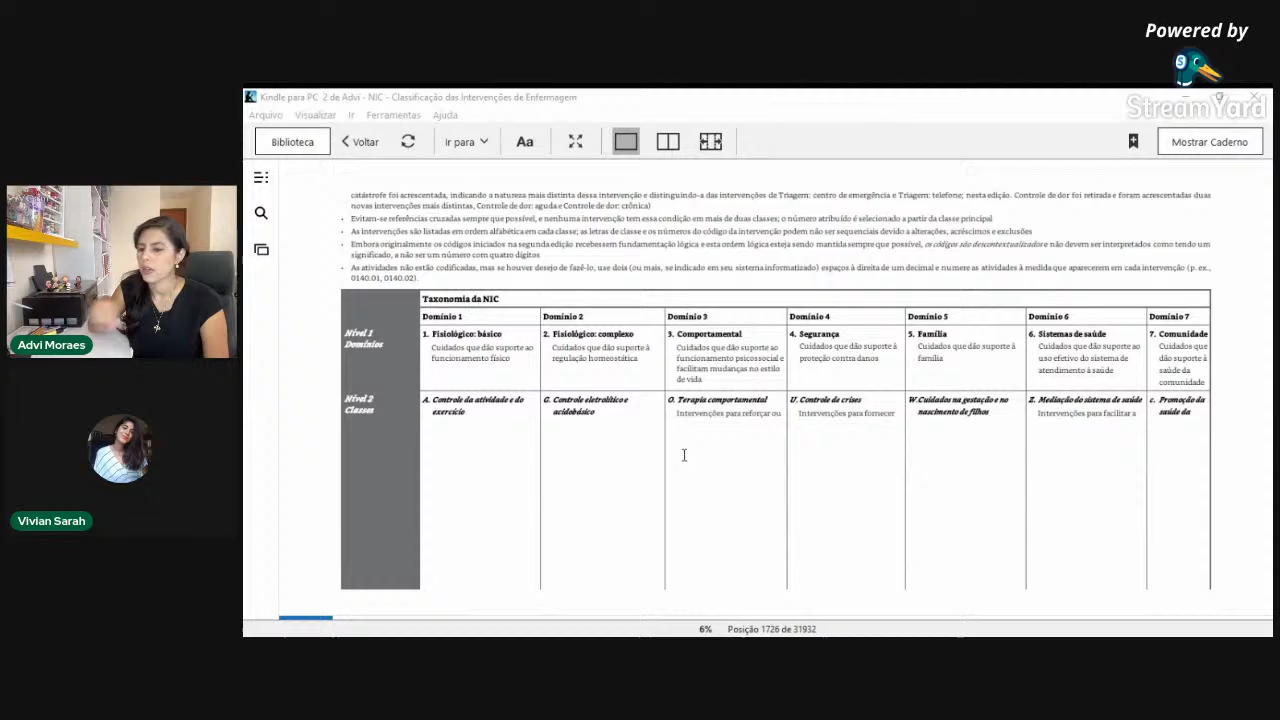 Powered by
StreamYard
Kindle para PC 2 de Advi - NIC - Classificação das Intervenções de Enfermagem
Arquivo Visualizar Ir Ferramentas Ajuda
Biblioteca Voltar Ir para Aa Mostrar Caderno
catástrofe foi acrescentada, indicando a natureza mais distinta dessa intervenção e distinguindo-a das intervenções de Triagem: centro de emergência e Triagem: telefone; nesta edição. Controle de dor foi retirada e foram acrescentadas duas
novas intervenções mais distintas, Controle de dor: aguda e Controle de dor: crônica)
• Evitam-se referências cruzadas sempre que possível, e nenhuma intervenção tem essa condição em mais de duas classes; o número atribuído é selecionado a partir da classe principal
• As intervenções são listadas em ordem alfabética em cada classe; as letras de classe e os números do código da intervenção podem não ser sequenciais devido a alterações, acréscimos e exclusões
• Embora originalmente os códigos iniciados na segunda edição recebessem fundamentação lógica e esta ordem lógica esteja sendo mantida sempre que possível, os códigos são descontextualizados e não devem ser interpretados como tendo um
significado, a não ser um número com quatro dígitos
• As atividades não estão codificadas, mas se houver desejo de fazê-lo, use dois (ou mais, se indicado em seu sistema informatizado) espaços à direita de um decimal e numere as atividades à medida que aparecerem em cada intervenção (p. ex.,
0140.01, 0140.02).
Taxonomia da NIC
Domínio 1 Domínio 2 Domínio 3 Domínio 4 Domínio 5 Domínio 6 Domínio 7
Nível 1
Domínios
1. Fisiológico: básico
Cuidados que dão suporte ao
funcionamento físico
2. Fisiológico: complexo
Cuidados que dão suporte à
regulação homeostática
3. Comportamental
Cuidados que dão suporte ao
funcionamento psicossocial e
facilitam mudanças no estilo
de vida
4. Segurança
Cuidados que dão suporte à
proteção contra danos
5. Família
Cuidados que dão suporte à
família
6. Sistemas de saúde
Cuidados que dão suporte ao
uso efetivo do sistema de
atendimento à saúde
7. Comunidade
Cuidados que
dão suporte à
saúde da
comunidade
Nível 2
Classes
A. Controle da atividade e do
exercício
G. Controle eletrolítico e
acidobásico
O. Terapia comportamental
Intervenções para reforçar ou
U. Controle de crises
Intervenções para fornecer
W. Cuidados na gestação e no
nascimento de filhos
Z. Mediação do sistema de saúde
Intervenções para facilitar a
c. Promoção da
saúde da
6% Posição 1726 de 31932
Advi Moraes
Vivian Sarah